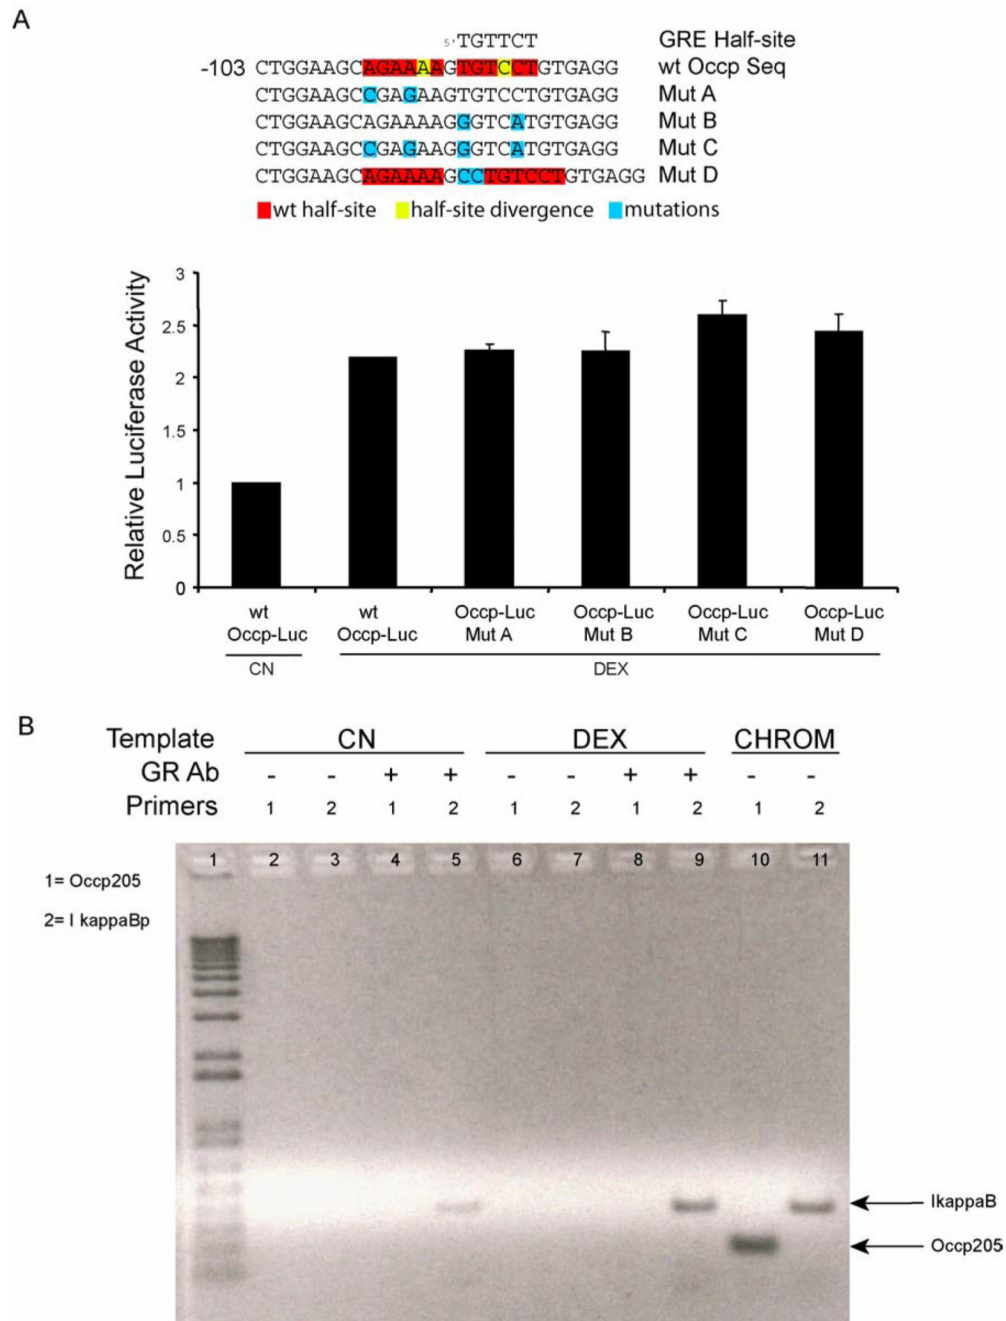 A
5' TGTTCT GRE Half-site
-103 CTGGAAGCAGAAAAGTGTCCTGTGAGG wt Occp Seq
CTGGAAGCCGAGAAGTGTCCTGTGAGG Mut A
CTGGAAGCAGAAAAGGGTCATGTGAGG Mut B
CTGGAAGCCGAGAAGGGTCATGTGAGG Mut C
CTGGAAGCAGAAAAGCCTGTCCTGTGAGG Mut D
wt half-site half-site divergence mutations
Relative Luciferase Activity
3
2.5
2
1.5
1
0.5
0
wt Occp-Luc
wt Occp-Luc
Occp-Luc Mut A
Occp-Luc Mut B
Occp-Luc Mut C
Occp-Luc Mut D
CN DEX
B
Template CN DEX CHROM
GR Ab - - + + - - + + - -
Primers 1 2 1 2 1 2 1 2 1 2
1 2 3 4 5 6 7 8 9 10 11
1= Occp205
2= I kappaBp
IkappaB
Occp205